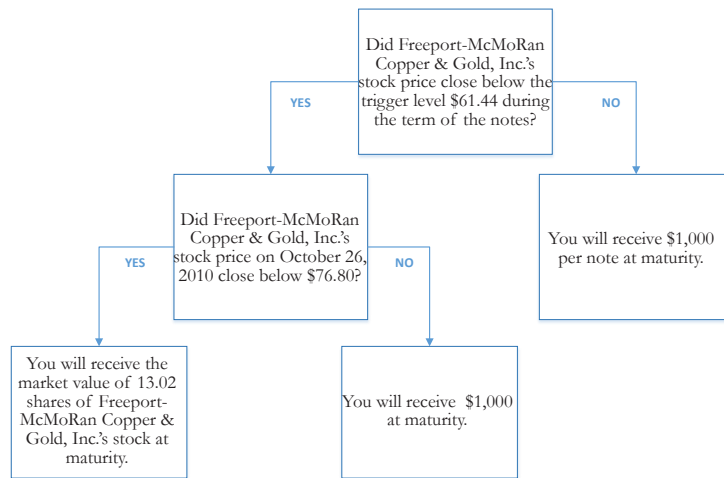 Did Freeport-McMoRan
Copper & Gold, Inc.'s
stock price close below the
trigger level $61.44 during
the term of the notes?
YES
NO
Did Freeport-McMoRan
Copper & Gold, Inc.'s
stock price on October 26,
2010 close below $76.80?
You will receive $1,000
per note at maturity.
YES
NO
You will receive the
market value of 13.02
shares of Freeport-
McMoRan Copper &
Gold, Inc.'s stock at
maturity.
You will receive $1,000
at maturity.